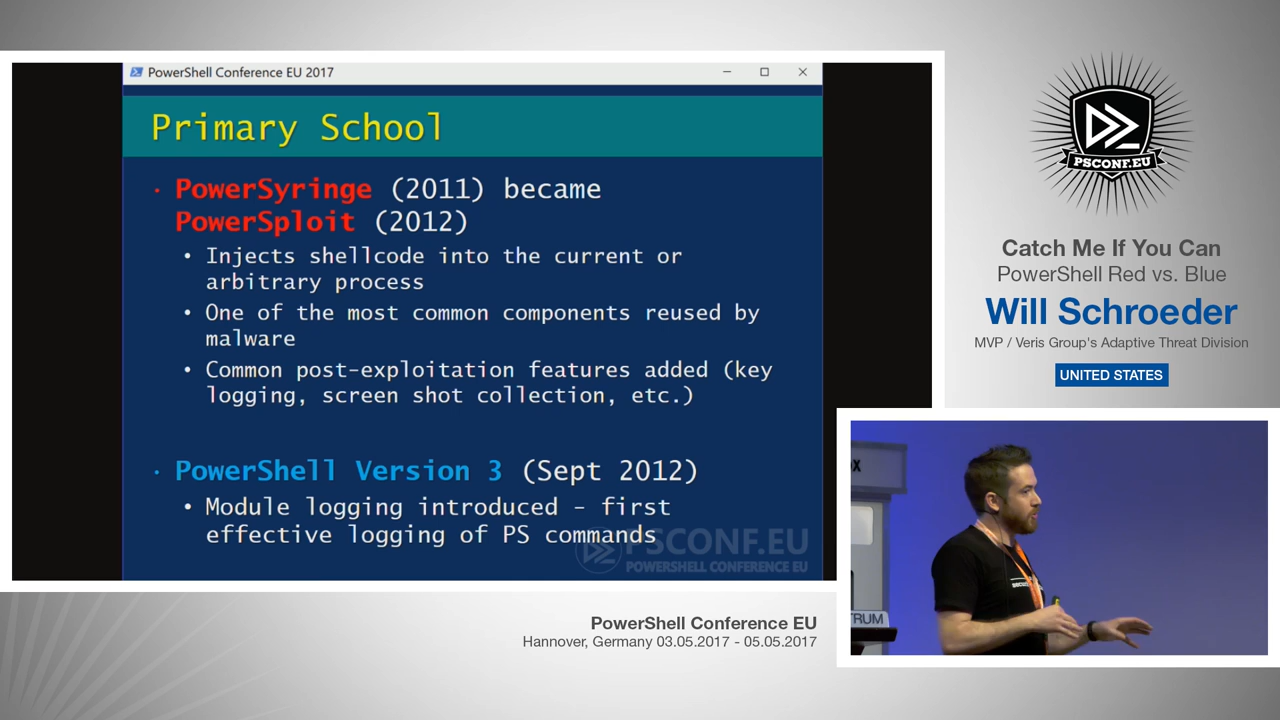 PowerShell Conference EU 2017
Primary School
· PowerSyringe (2011) became
PowerSploit (2012)
• Injects shellcode into the current or
arbitrary process
• One of the most common components reused by
malware
• Common post-exploitation features added (key
logging, screen shot collection, etc.)
· PowerShell Version 3 (Sept 2012)
• Module logging introduced – first
effective logging of PS commands
PSCONF.EU
POWERSHELL CONFERENCE EU
PSCONF.EU
Catch Me If You Can
PowerShell Red vs. Blue
Will Schroeder
MVP / Veris Group's Adaptive Threat Division
UNITED STATES
OX
TRUM
PowerShell Conference EU
Hannover, Germany 03.05.2017 - 05.05.2017